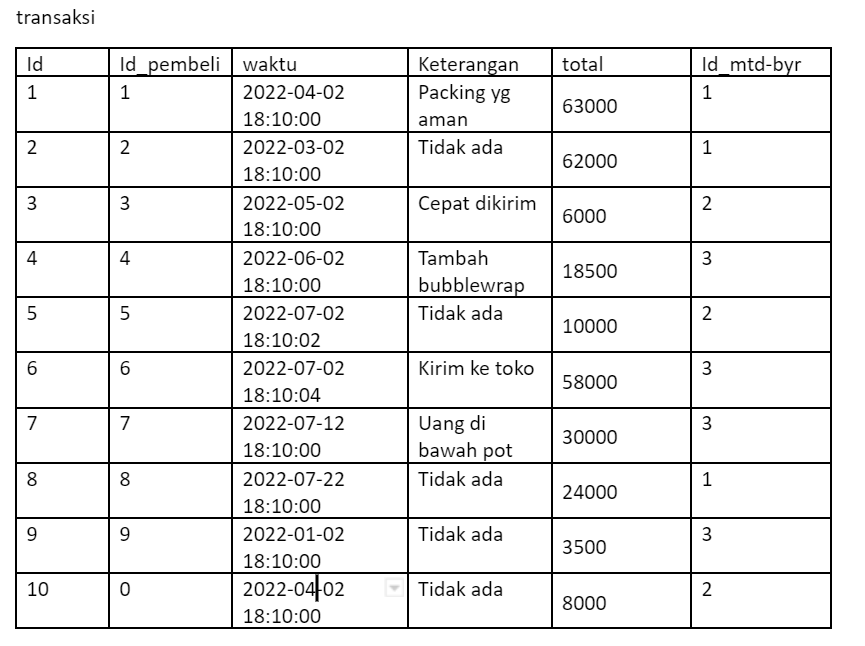 transaksi
Id Id_pembeli waktu Keterangan total Id_mtd-byr
1 1 2022-04-02 18:10:00 Packing yg aman 63000 1
2 2 2022-03-02 18:10:00 Tidak ada 62000 1
3 3 2022-05-02 18:10:00 Cepat dikirim 6000 2
4 4 2022-06-02 18:10:00 Tambah bubblewrap 18500 3
5 5 2022-07-02 18:10:02 Tidak ada 10000 2
6 6 2022-07-02 18:10:04 Kirim ke toko 58000 3
7 7 2022-07-12 18:10:00 Uang di bawah pot 30000 3
8 8 2022-07-22 18:10:00 Tidak ada 24000 1
9 9 2022-01-02 18:10:00 Tidak ada 3500 3
10 0 2022-04-02 18:10:00 Tidak ada 8000 2